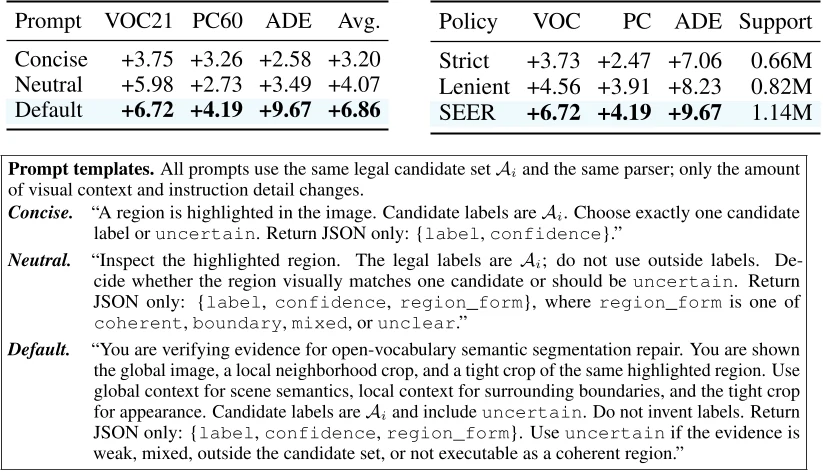 Prompt VOC21 PC60 ADE Avg.
Concise +3.75 +3.26 +2.58 +3.20
Neutral +5.98 +2.73 +3.49 +4.07
Default +6.72 +4.19 +9.67 +6.86
Policy VOC PC ADE Support
Strict +3.73 +2.47 +7.06 0.66M
Lenient +4.56 +3.91 +8.23 0.82M
SEER +6.72 +4.19 +9.67 1.14M
Prompt templates. All prompts use the same legal candidate set 𝒜ᵢ and the same parser; only the amount
of visual context and instruction detail changes.
Concise. “A region is highlighted in the image. Candidate labels are 𝒜ᵢ. Choose exactly one candidate
label or uncertain. Return JSON only: {label, confidence}.”
Neutral. “Inspect the highlighted region. The legal labels are 𝒜ᵢ; do not use outside labels. De-
cide whether the region visually matches one candidate or should be uncertain. Return
JSON only: {label, confidence, region_form}, where region_form is one of
coherent, boundary, mixed, or unclear.”
Default. “You are verifying evidence for open-vocabulary semantic segmentation repair. You are shown
the global image, a local neighborhood crop, and a tight crop of the same highlighted region. Use
global context for scene semantics, local context for surrounding boundaries, and the tight crop
for appearance. Candidate labels are 𝒜ᵢ and include uncertain. Do not invent labels. Return
JSON only: {label, confidence, region_form}. Use uncertain if the evidence is
weak, mixed, outside the candidate set, or not executable as a coherent region.”